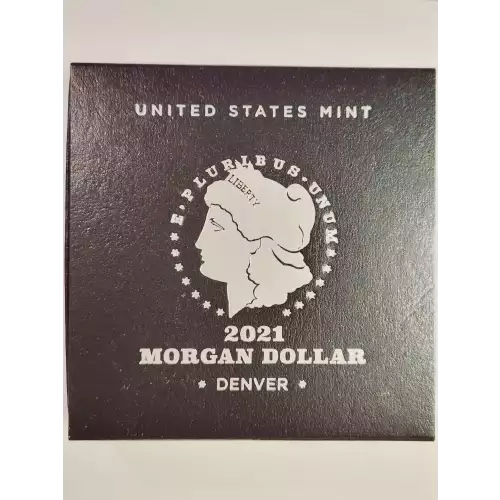 UNITED STATES MINT
E · PLURIBUS · UNUM
LIBERTY
2021
MORGAN DOLLAR
* DENVER *